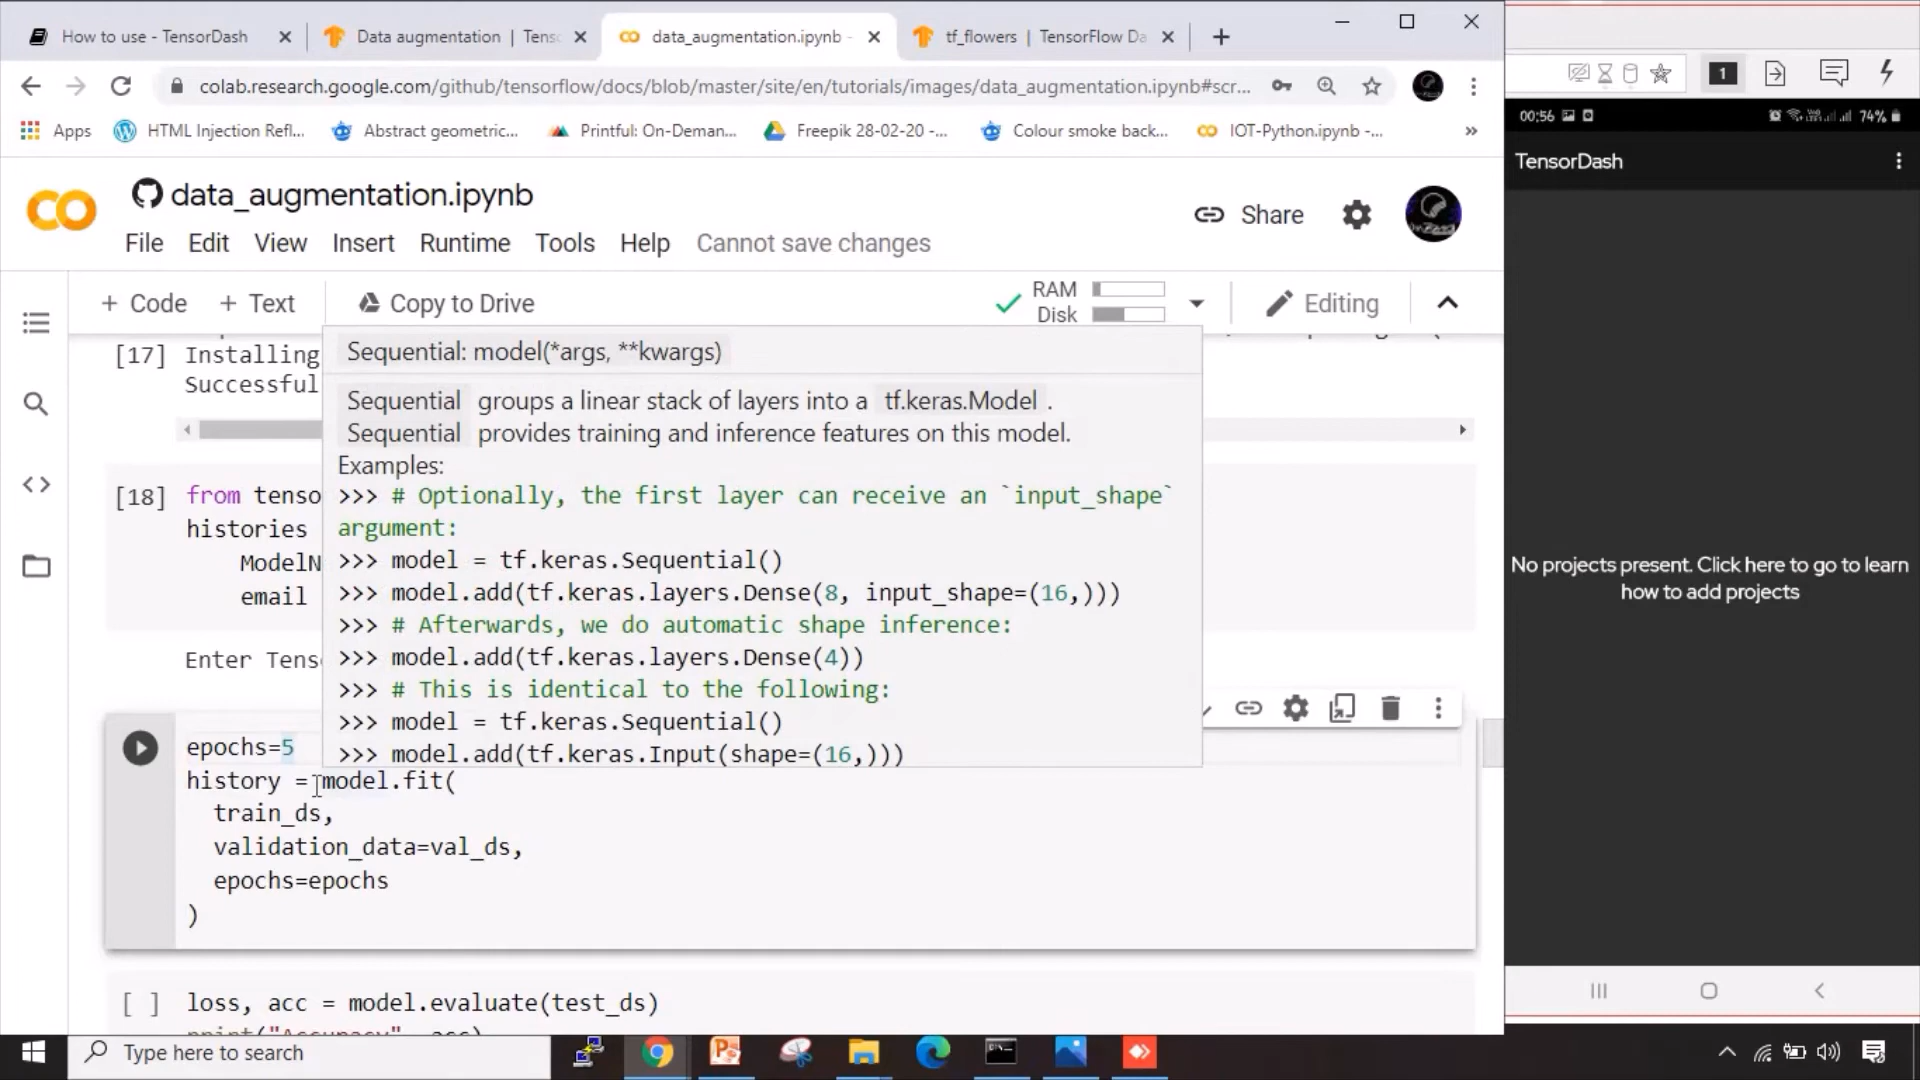 How to use - TensorDash
Data augmentation | Tens
data_augmentation.ipynb -
tf_flowers | TensorFlow Da
colab.research.google.com/github/tensorflow/docs/blob/master/site/en/tutorials/images/data_augmentation.ipynb#scr...
Apps
HTML Injection Refl...
Abstract geometric...
Printful: On-Deman...
Freepik 28-02-20 -...
Colour smoke back...
IOT-Python.ipynb -...
»
data_augmentation.ipynb
Share
File Edit View Insert Runtime Tools Help Cannot save changes
+ Code + Text
Copy to Drive
RAM
Disk
Editing
[17] Installing
Successful
Sequential: model(*args, **kwargs)
Sequential groups a linear stack of layers into a tf.keras.Model .
Sequential provides training and inference features on this model.
Examples:
>>> # Optionally, the first layer can receive an `input_shape`
argument:
>>> model = tf.keras.Sequential()
>>> model.add(tf.keras.layers.Dense(8, input_shape=(16,)))
>>> # Afterwards, we do automatic shape inference:
>>> model.add(tf.keras.layers.Dense(4))
>>> # This is identical to the following:
>>> model = tf.keras.Sequential()
>>> model.add(tf.keras.Input(shape=(16,)))
[18] from tenso
histories
ModelN
email
Enter Tens
epochs=5
history = model.fit(
train_ds,
validation_data=val_ds,
epochs=epochs
)
[ ] loss, acc = model.evaluate(test_ds)
print("Accuracy", acc)
Type here to search
1
00:56
74%
TensorDash
No projects present. Click here to go to learn
how to add projects